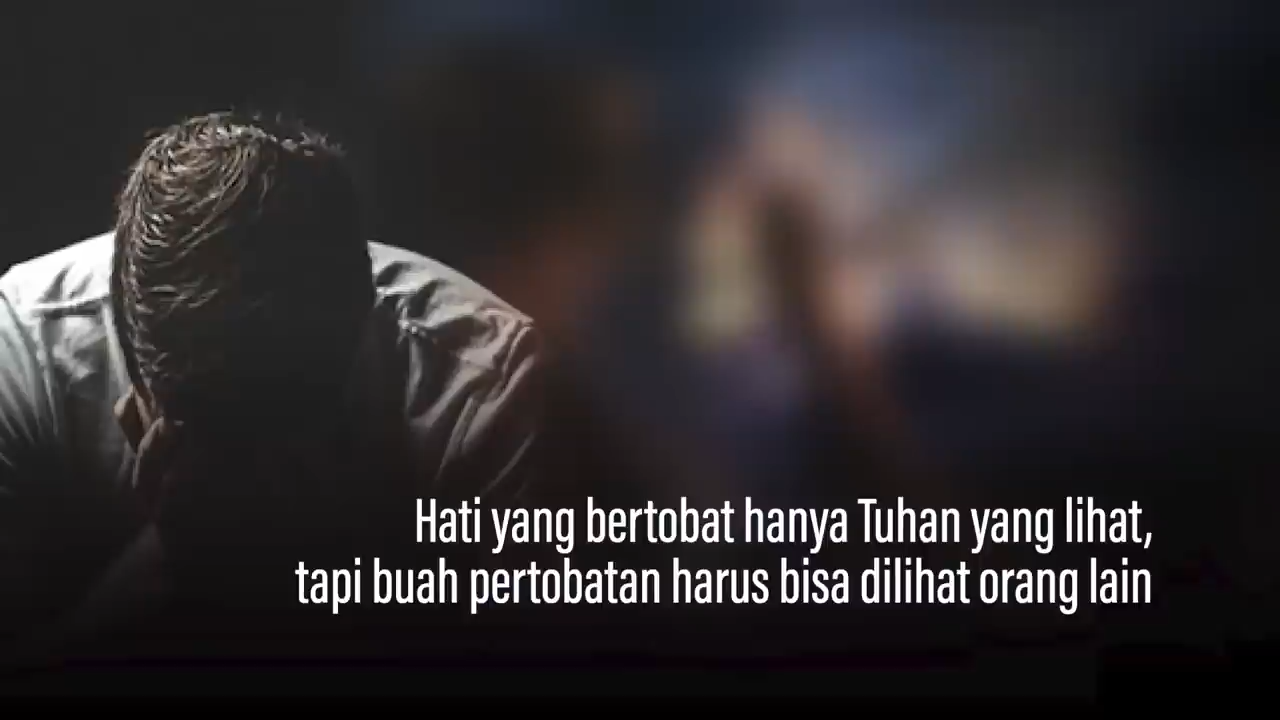 Hati yang bertobat hanya Tuhan yang lihat,
tapi buah pertobatan harus bisa dilihat orang lain